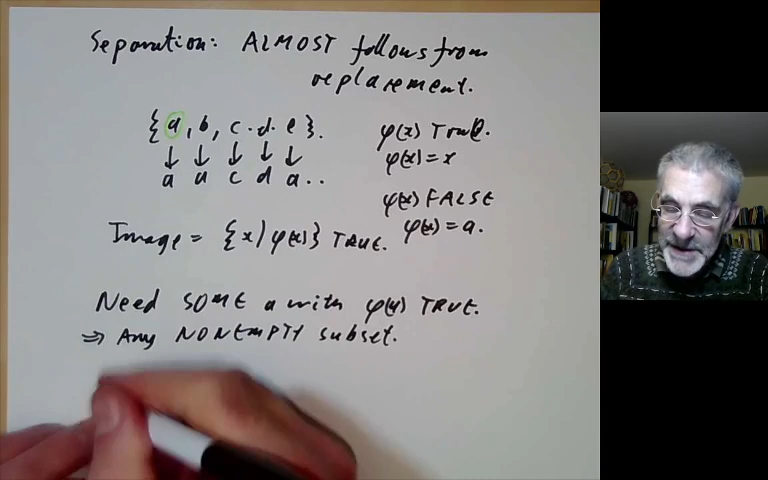 Separation: ALMOST follows from
replacement.
{a, b, c. d. e}.
↓ ↓ ↓ ↓ ↓
a a c d a..
φ(x) TRUE.
φ(x) = x
φ(x) FALSE
φ(x) = a.
Image = {x | φ(x)} TRUE.
Need SOME a with φ(a) TRUE.
⇒ Any NONEMPTY subset.